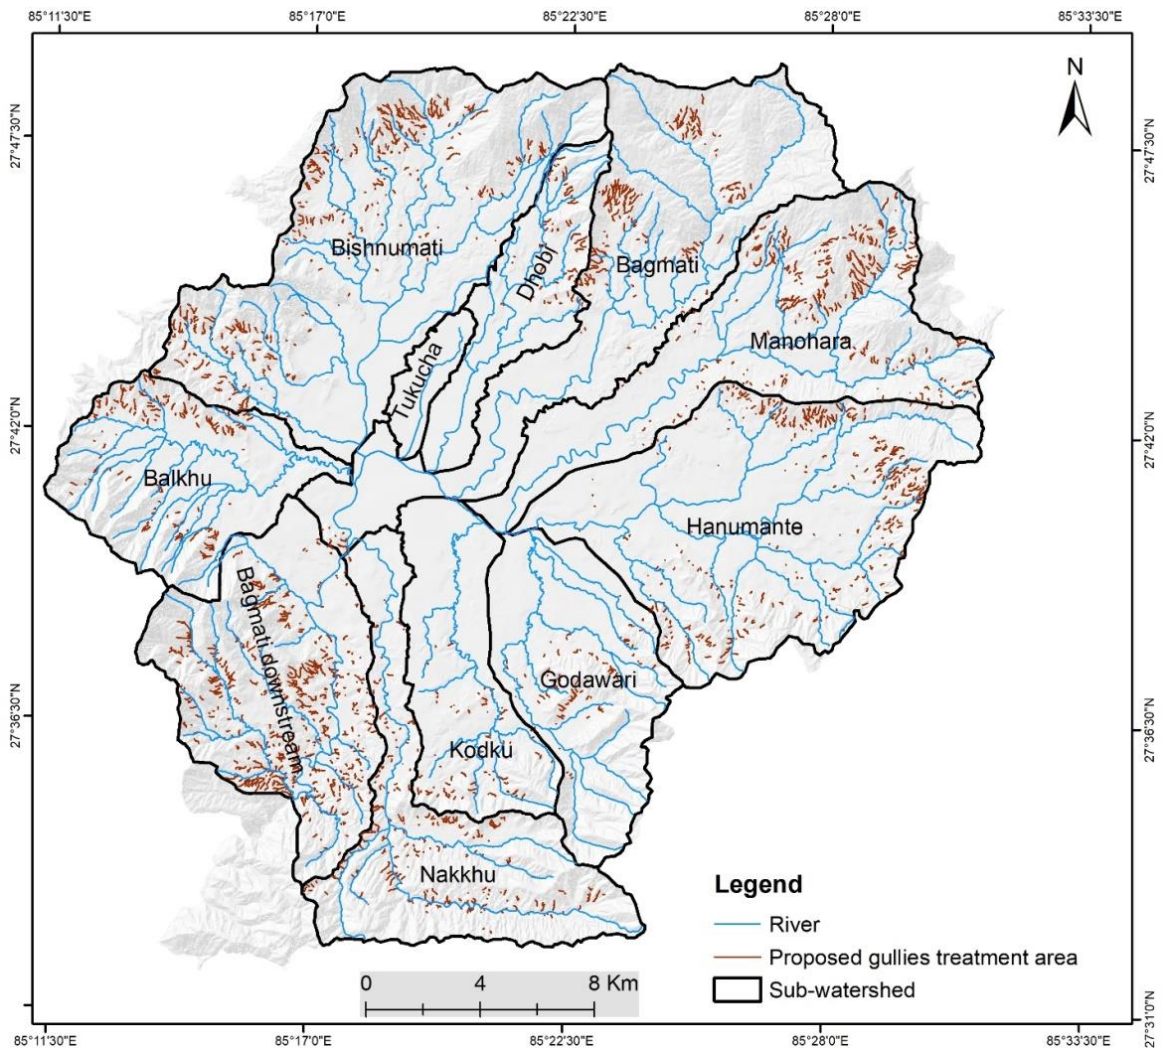 85°11'30"E
85°17'0"E
85°22'30"E
85°28'0"E
85°33'30"E
N
27°47'30"N
27°47'30"N
Bishnumati
Dhobi
Bagmati
Manohara
Tukucha
27°42'0"N
27°42'0"N
Balkhu
Hanumante
Bagmati downstream
Godawari
27°36'30"N
27°36'30"N
Kodku
Nakkhu
Legend
River
Proposed gullies treatment area
Sub-watershed
0 4 8 Km
27°31'0"N
85°11'30"E
85°17'0"E
85°22'30"E
85°28'0"E
85°33'30"E